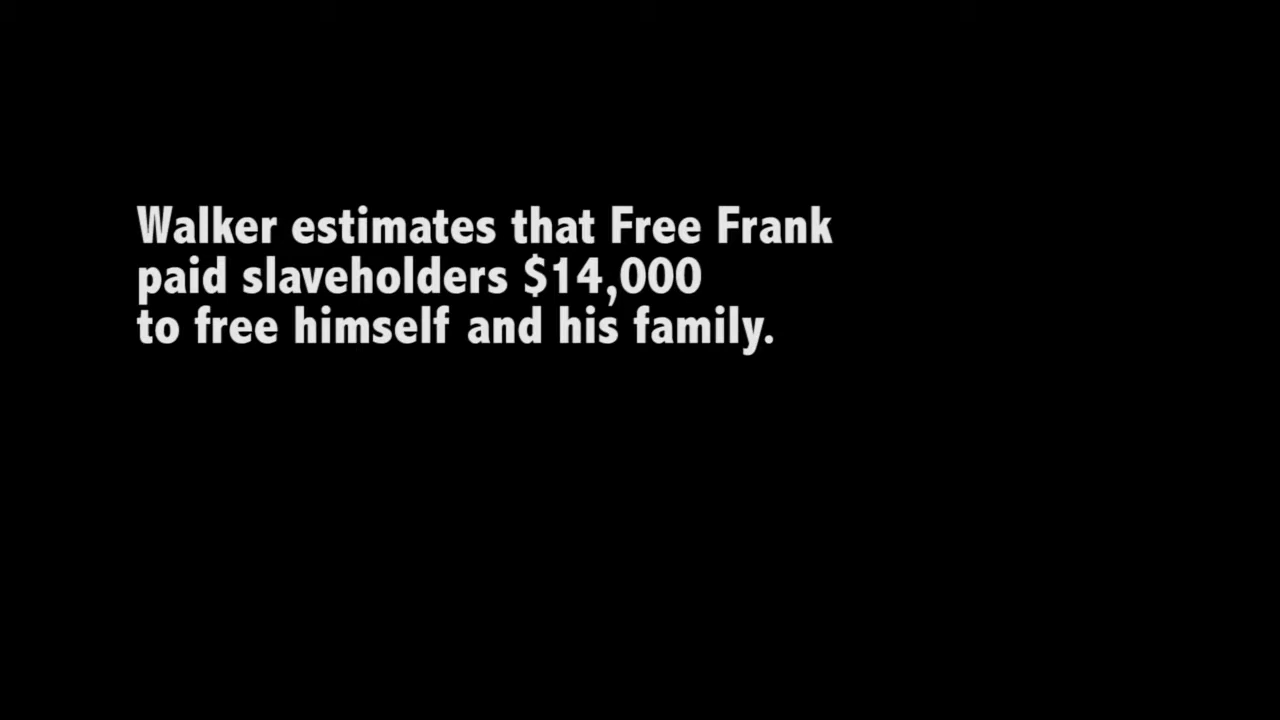 Walker estimates that Free Frank
paid slaveholders $14,000
to free himself and his family.